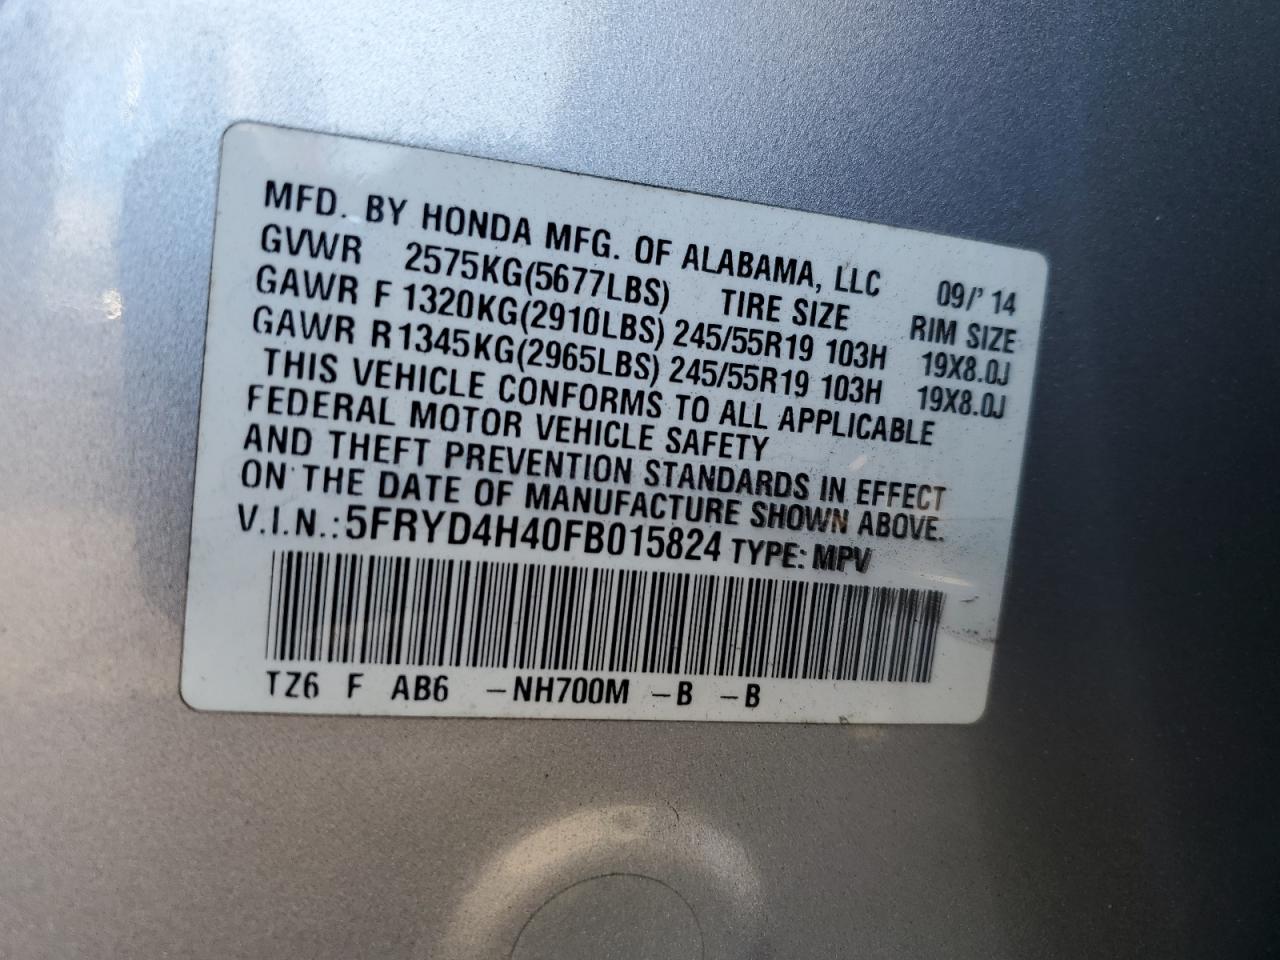 MFD. BY HONDA MFG. OF ALABAMA, LLC 09/' 14
GVWR 2575KG(5677LBS) TIRE SIZE RIM SIZE
GAWR F 1320KG(2910LBS) 245/55R19 103H 19X8.0J
GAWR R 1345KG(2965LBS) 245/55R19 103H 19X8.0J
THIS VEHICLE CONFORMS TO ALL APPLICABLE
FEDERAL MOTOR VEHICLE SAFETY
AND THEFT PREVENTION STANDARDS IN EFFECT
ON THE DATE OF MANUFACTURE SHOWN ABOVE.
V.I.N.: 5FRYD4H40FB015824 TYPE: MPV
TZ6 F AB6 -NH700M -B -B